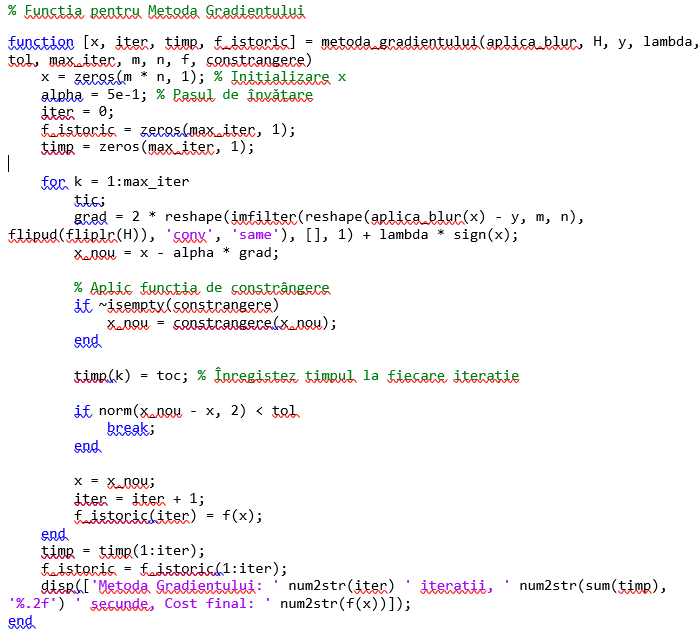 % Functia pentru Metoda Gradientului
function [x, iter, timp, f_istoric] = metoda_gradientului(aplica_blur, H, y, lambda,
tol, max_iter, m, n, f, constrangere)
x = zeros(m * n, 1); % Initializare x
alpha = 5e-1; % Pasul de învătare
iter = 0;
f_istoric = zeros(max_iter, 1);
timp = zeros(max_iter, 1);
for k = 1:max_iter
tic;
grad = 2 * reshape(imfilter(reshape(aplica_blur(x) - y, m, n),
flipud(fliplr(H)), 'conv', 'same'), [], 1) + lambda * sign(x);
x_nou = x - alpha * grad;
% Aplic functia de constrângere
if ~isempty(constrangere)
x_nou = constrangere(x_nou);
end
timp(k) = toc; % Înregistez timpul la fiecare iteratie
if norm(x_nou - x, 2) < tol
break;
end
x = x_nou;
iter = iter + 1;
f_istoric(iter) = f(x);
end
timp = timp(1:iter);
f_istoric = f_istoric(1:iter);
disp(['Metoda Gradientului: ' num2str(iter) ' iteratii, ' num2str(sum(timp),
'%.2f') ' secunde, Cost final: ' num2str(f(x))]);
end